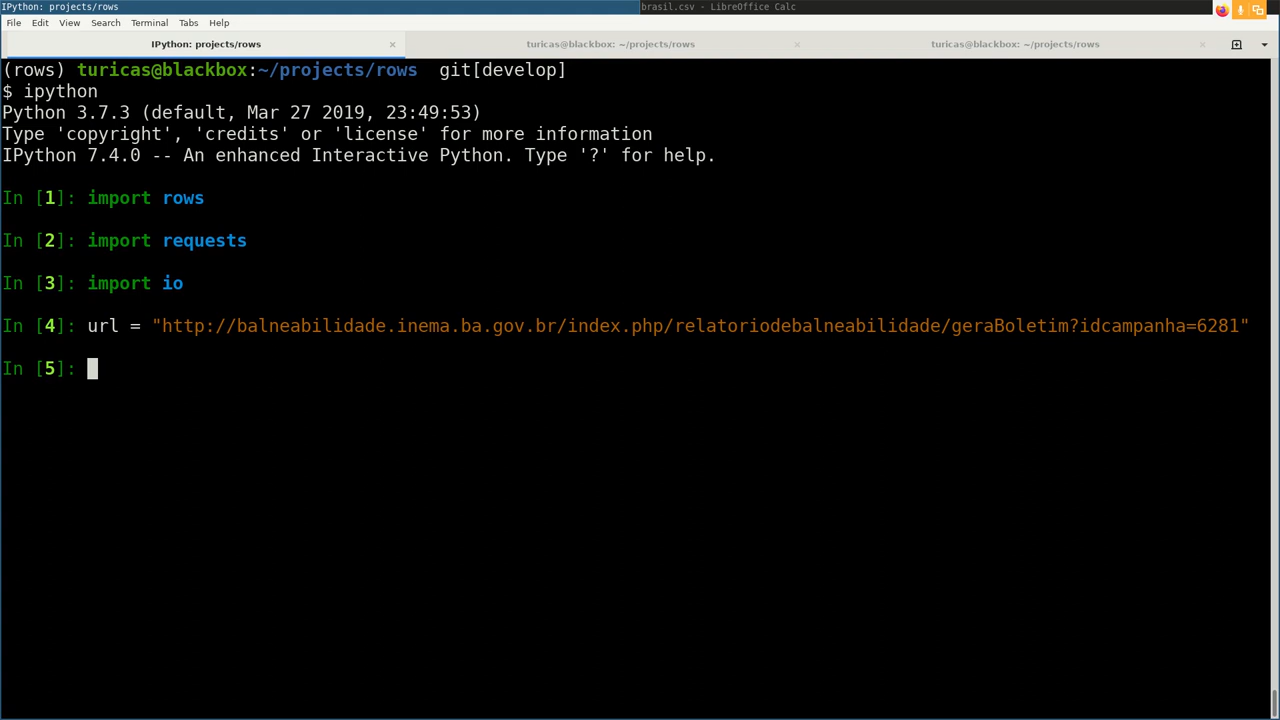 IPython: projects/rows
brasil.csv - LibreOffice Calc
File Edit View Search Terminal Tabs Help
IPython: projects/rows × turicas@blackbox: ~/projects/rows × turicas@blackbox: ~/projects/rows ×
(rows) turicas@blackbox:~/projects/rows git[develop]
$ ipython
Python 3.7.3 (default, Mar 27 2019, 23:49:53)
Type 'copyright', 'credits' or 'license' for more information
IPython 7.4.0 -- An enhanced Interactive Python. Type '?' for help.
In [1]: import rows
In [2]: import requests
In [3]: import io
In [4]: url = "http://balneabilidade.inema.ba.gov.br/index.php/relatoriodebalneabilidade/geraBoletim?idcampanha=6281"
In [5]: